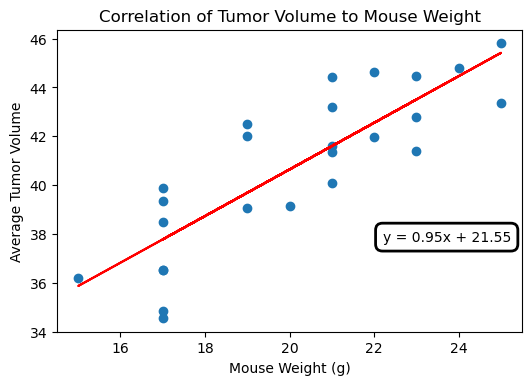 Correlation of Tumor Volume to Mouse Weight
46
44
42
40
38
36
34
Average Tumor Volume
y = 0.95x + 21.55
16 18 20 22 24
Mouse Weight (g)